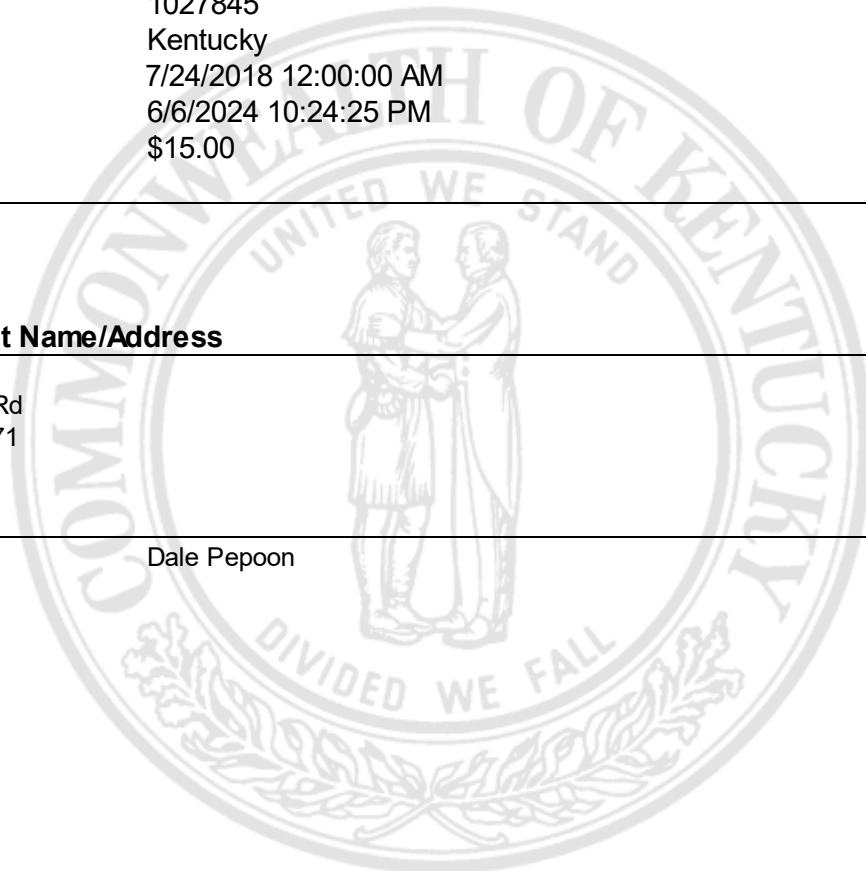 1027845
Kentucky
7/24/2018 12:00:00 AM
6/6/2024 10:24:25 PM
$15.00
COMMONWEALTH OF KENTUCKY
UNITED WE STAND
t Name/Address
Rd
71
Dale Pepoon
DIVIDED WE FALL